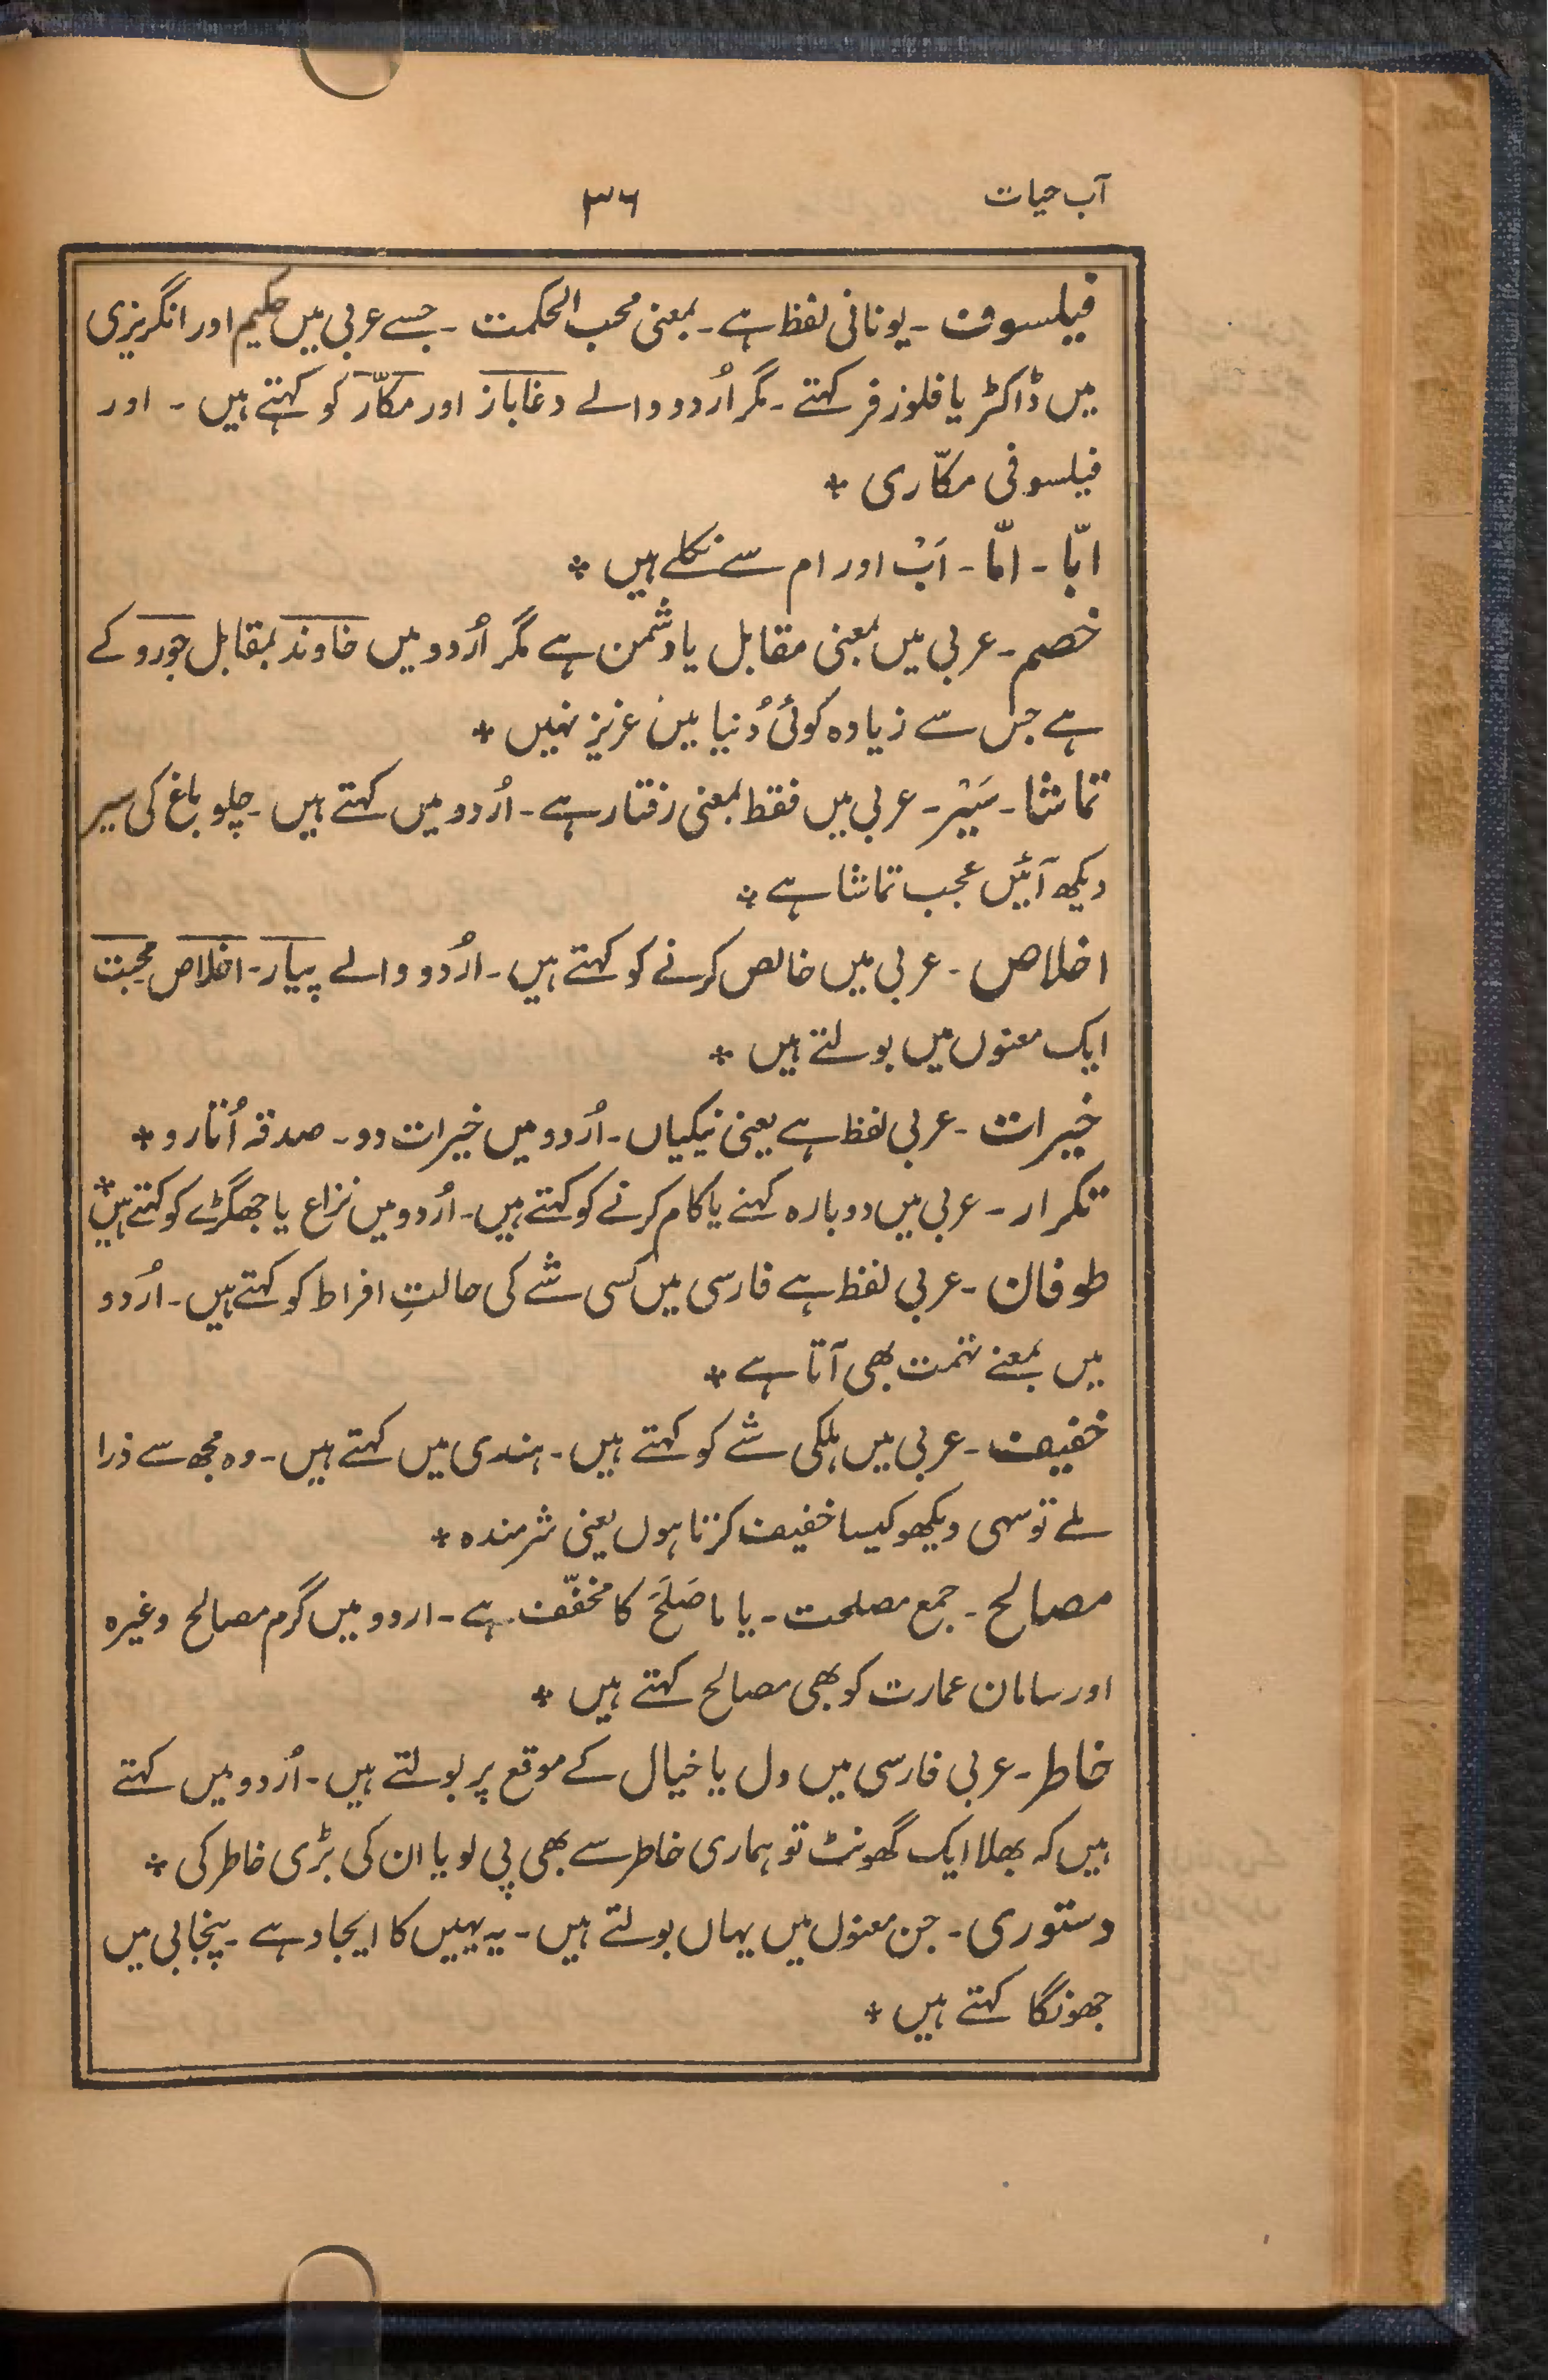 آب حیات
۳۶
فیلسوف ۔ یونانی لفظ ہے ۔ بمعنی محب الحکمت ۔ جسے عربی میں حکیم اور انگریزی
میں ڈاکٹر یا فلوز فر کہتے ۔ مگر اُردو والے دغاباز اور مکّار کو کہتے ہیں ۔ اور
فیلسوفی مکّاری *
ابّا ۔ امّا ۔ اَبْ اور ام سے نکلے ہیں *
خصم ۔ عربی میں بمعنی مقابل یا دشمن ہے مگر اُردو میں خاوند بمقابل جورو کے
ہے جس سے زیادہ کوئی دُنیا میں عزیز نہیں *
تماشا ۔ سَیْر ۔ عربی میں فقط بمعنی رفتار ہے ۔ اُردو میں کہتے ہیں ۔ چلو باغ کی سیر
دیکھ آئیں عجب تماشا ہے *
اخلاص ۔ عربی میں خالص کرنے کو کہتے ہیں ۔ اُردو والے پیار ۔ اخلاص محبت
ایک معنوں میں بولتے ہیں *
خیرات ۔ عربی لفظ ہے یعنی نیکیاں ۔ اُردو میں خیرات دو ۔ صدقہ اُتارو *
تکرار ۔ عربی میں دوبارہ کہنے یا کام کرنے کو کہتے ہیں ۔ اُردو میں نزاع یا جھگڑے کو کہتے ہیں *
طوفان ۔ عربی لفظ ہے فارسی میں کسی شے کی حالتِ افراط کو کہتے ہیں ۔ اُردو
میں بمعنے تہمت بھی آتا ہے *
خفیف ۔ عربی میں ہلکی شے کو کہتے ہیں ۔ ہندی میں کہتے ہیں ۔ وہ مجھ سے ذرا
ملے تو سہی دیکھو کیسا خفیف کرتا ہوں یعنی شرمندہ *
مصالح ۔ جمع مصلحت ۔ یا ما صَلَحَ کا مخفّف ہے ۔ اردو میں گرم مصالح وغیرہ
اور سامان عمارت کو بھی مصالح کہتے ہیں *
خاطر ۔ عربی فارسی میں دل یا خیال کے موقع پر بولتے ہیں ۔ اُردو میں کہتے
ہیں کہ بھلا ایک گھونٹ تو ہماری خاطر سے بھی پی لو یا ان کی بڑی خاطر کی *
دستوری ۔ جن معنوں میں یہاں بولتے ہیں ۔ یہ یہیں کا ایجاد ہے ۔ پنجابی میں
جھونگا کہتے ہیں *